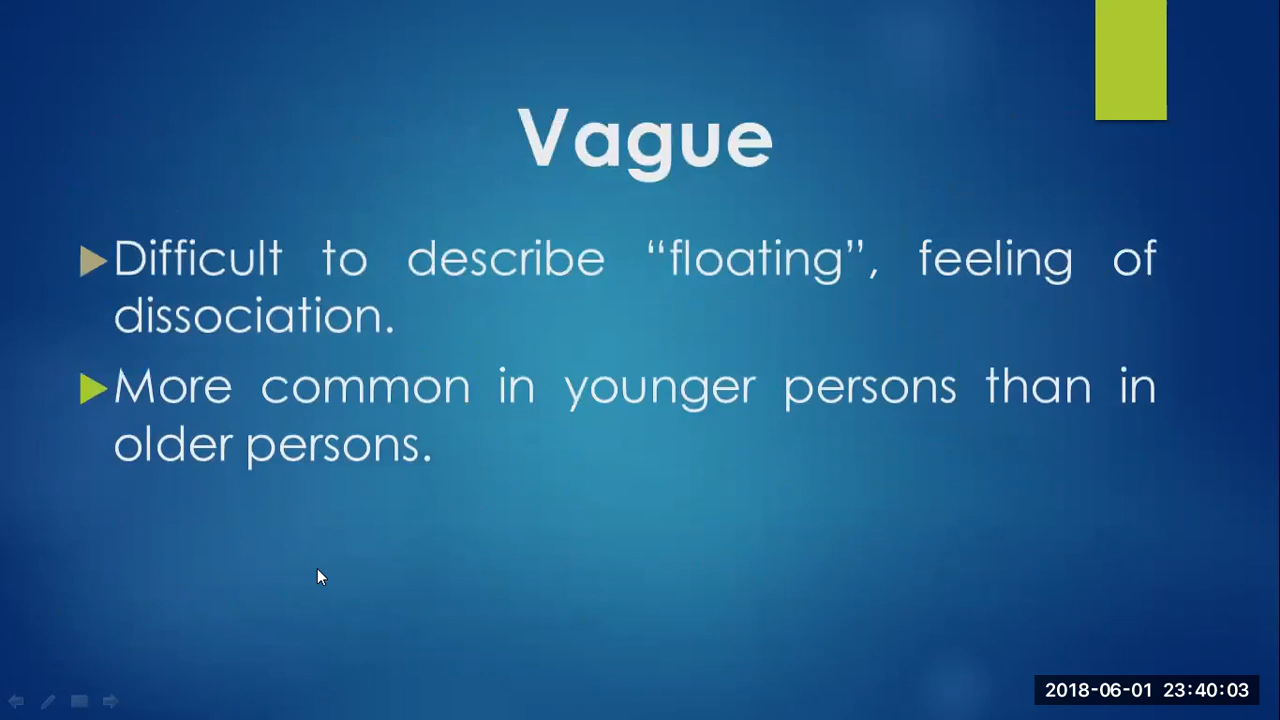 Vague
Difficult to describe “floating”, feeling of
dissociation.
More common in younger persons than in
older persons.
2018-06-01 23:40:03